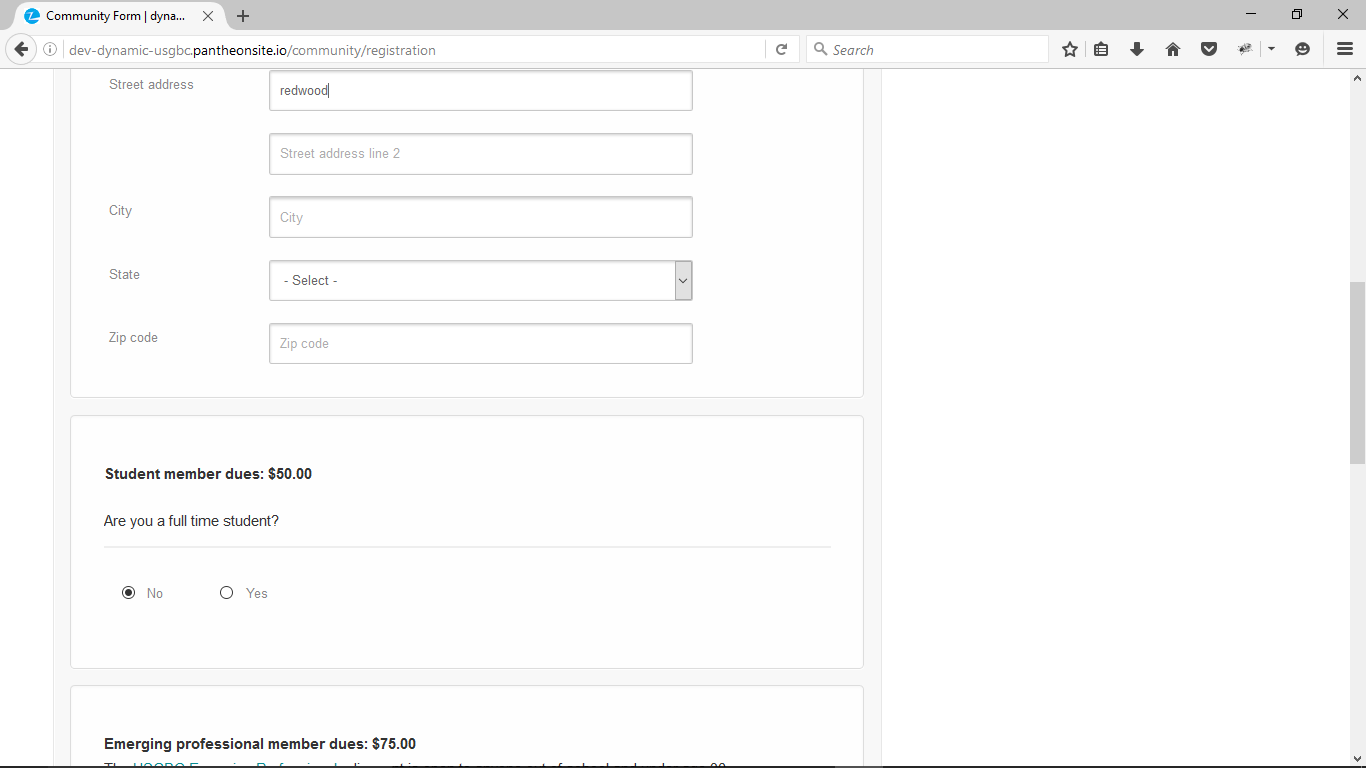 Community Form | dyna...
dev-dynamic-usgbc.pantheonsite.io/community/registration
Search
Street address
redwood
Street address line 2
City
City
State
- Select -
Zip code
Zip code
Student member dues: $50.00
Are you a full time student?
No
Yes
Emerging professional member dues: $75.00